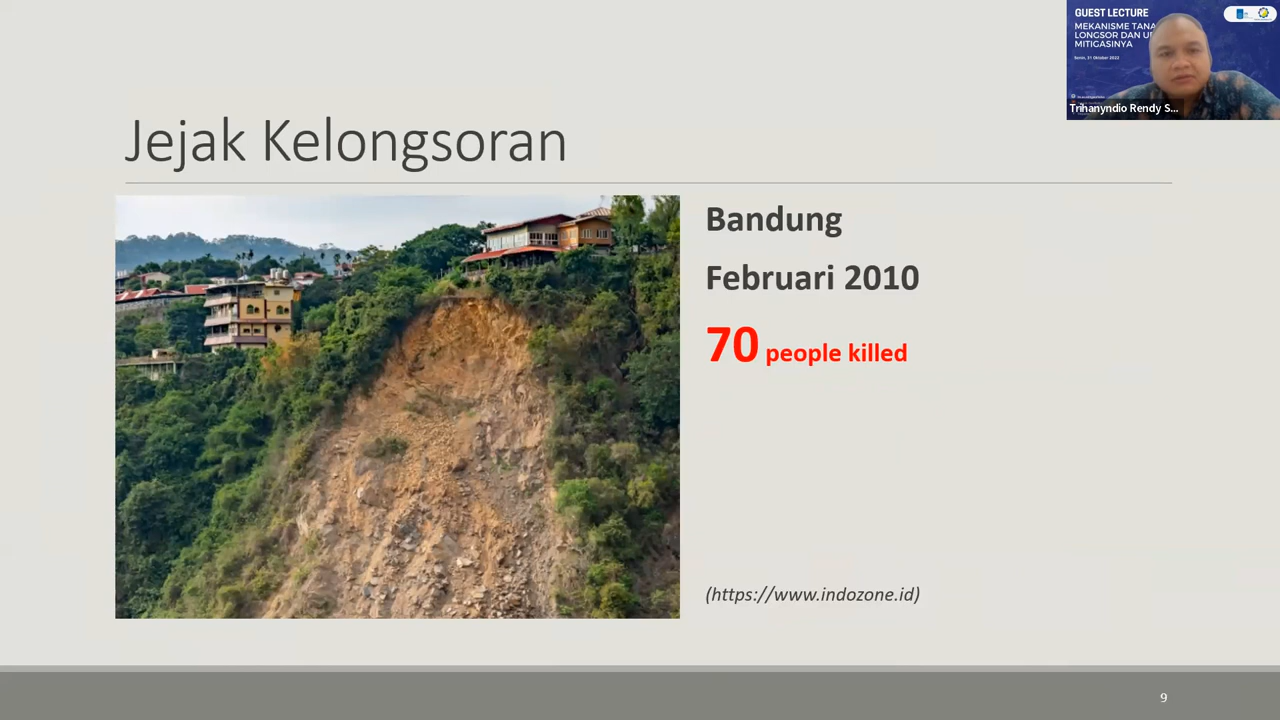 Jejak Kelongsoran
Bandung
Februari 2010
70 people killed
(https://www.indozone.id)
9
GUEST LECTURE
MEKANISME
LONGSOR DAN
MITIGASINYA
Senin, 31 Oktober 2022
Trihanyndio Rendy S...